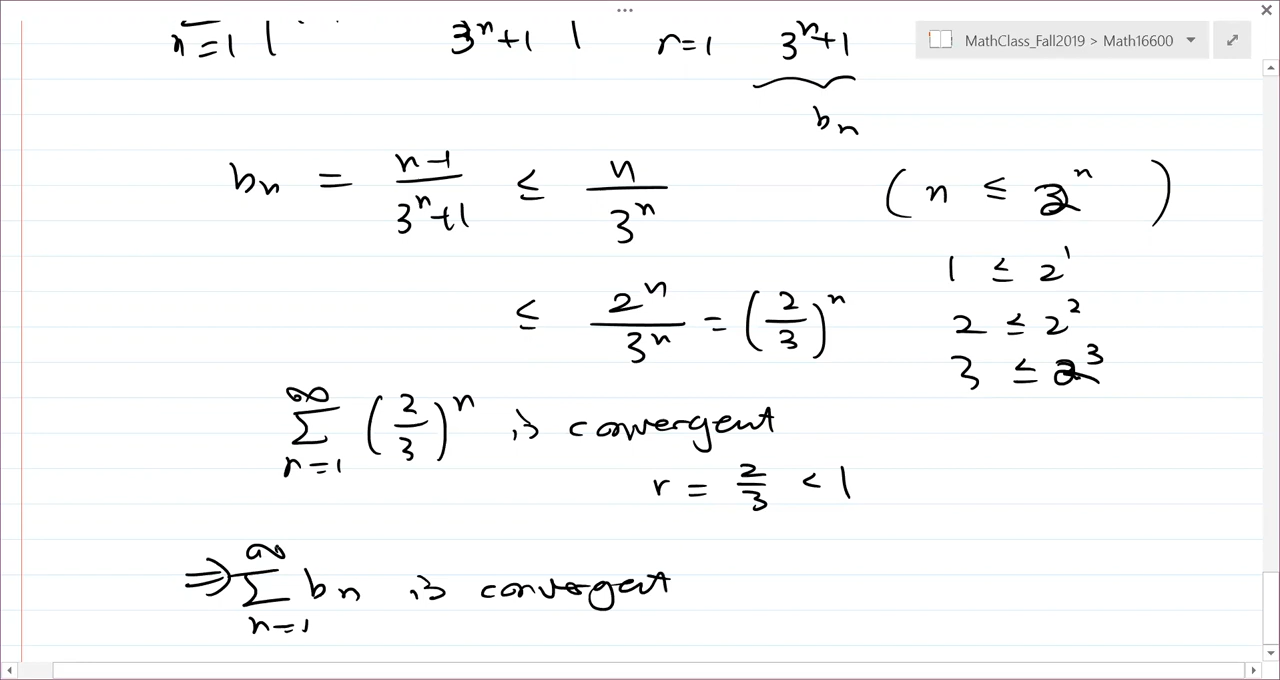 n=1 | 3^n+1 | n=1 3^n+1
MathClass_Fall2019 > Math16600
b_n
b_n = (n-1)/(3^n+1) ≤ n/3^n ( n ≤ 2^n )
1 ≤ 2^1
≤ 2^n/3^n = (2/3)^n 2 ≤ 2^2
3 ≤ 2^3
∞∑n=1 (2/3)^n is convergent
r = 2/3 < 1
⇒ ∞∑n=1 b_n is convergent